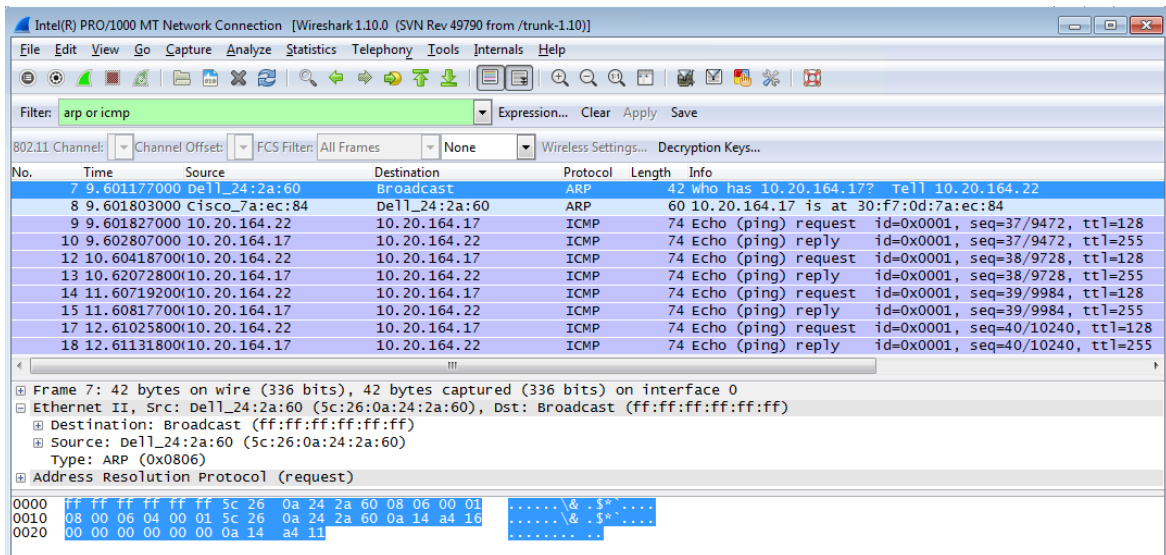 Intel(R) PRO/1000 MT Network Connection [Wireshark 1.10.0 (SVN Rev 49790 from /trunk-1.10)]
File Edit View Go Capture Analyze Statistics Telephony Tools Internals Help
Filter: arp or icmp Expression... Clear Apply Save
802.11 Channel: Channel Offset: FCS Filter: All Frames None Wireless Settings... Decryption Keys...
No. Time Source Destination Protocol Length Info
7 9.601177000 Dell_24:2a:60 Broadcast ARP 42 Who has 10.20.164.17? Tell 10.20.164.22
8 9.601803000 Cisco_7a:ec:84 Dell_24:2a:60 ARP 60 10.20.164.17 is at 30:f7:0d:7a:ec:84
9 9.601827000 10.20.164.22 10.20.164.17 ICMP 74 Echo (ping) request id=0x0001, seq=37/9472, ttl=128
10 9.602807000 10.20.164.17 10.20.164.22 ICMP 74 Echo (ping) reply id=0x0001, seq=37/9472, ttl=255
12 10.60418700(10.20.164.22 10.20.164.17 ICMP 74 Echo (ping) request id=0x0001, seq=38/9728, ttl=128
13 10.62072800(10.20.164.17 10.20.164.22 ICMP 74 Echo (ping) reply id=0x0001, seq=38/9728, ttl=255
14 11.60719200(10.20.164.22 10.20.164.17 ICMP 74 Echo (ping) request id=0x0001, seq=39/9984, ttl=128
15 11.60817700(10.20.164.17 10.20.164.22 ICMP 74 Echo (ping) reply id=0x0001, seq=39/9984, ttl=255
17 12.61025800(10.20.164.22 10.20.164.17 ICMP 74 Echo (ping) request id=0x0001, seq=40/10240, ttl=128
18 12.61131800(10.20.164.17 10.20.164.22 ICMP 74 Echo (ping) reply id=0x0001, seq=40/10240, ttl=255
Frame 7: 42 bytes on wire (336 bits), 42 bytes captured (336 bits) on interface 0
Ethernet II, Src: Dell_24:2a:60 (5c:26:0a:24:2a:60), Dst: Broadcast (ff:ff:ff:ff:ff:ff)
Destination: Broadcast (ff:ff:ff:ff:ff:ff)
Source: Dell_24:2a:60 (5c:26:0a:24:2a:60)
Type: ARP (0x0806)
Address Resolution Protocol (request)
0000 ff ff ff ff ff ff 5c 26 0a 24 2a 60 08 06 00 01 ......\& .$*`....
0010 08 00 06 04 00 01 5c 26 0a 24 2a 60 0a 14 a4 16 ......\& .$*`....
0020 00 00 00 00 00 00 0a 14 a4 11 ........ ..